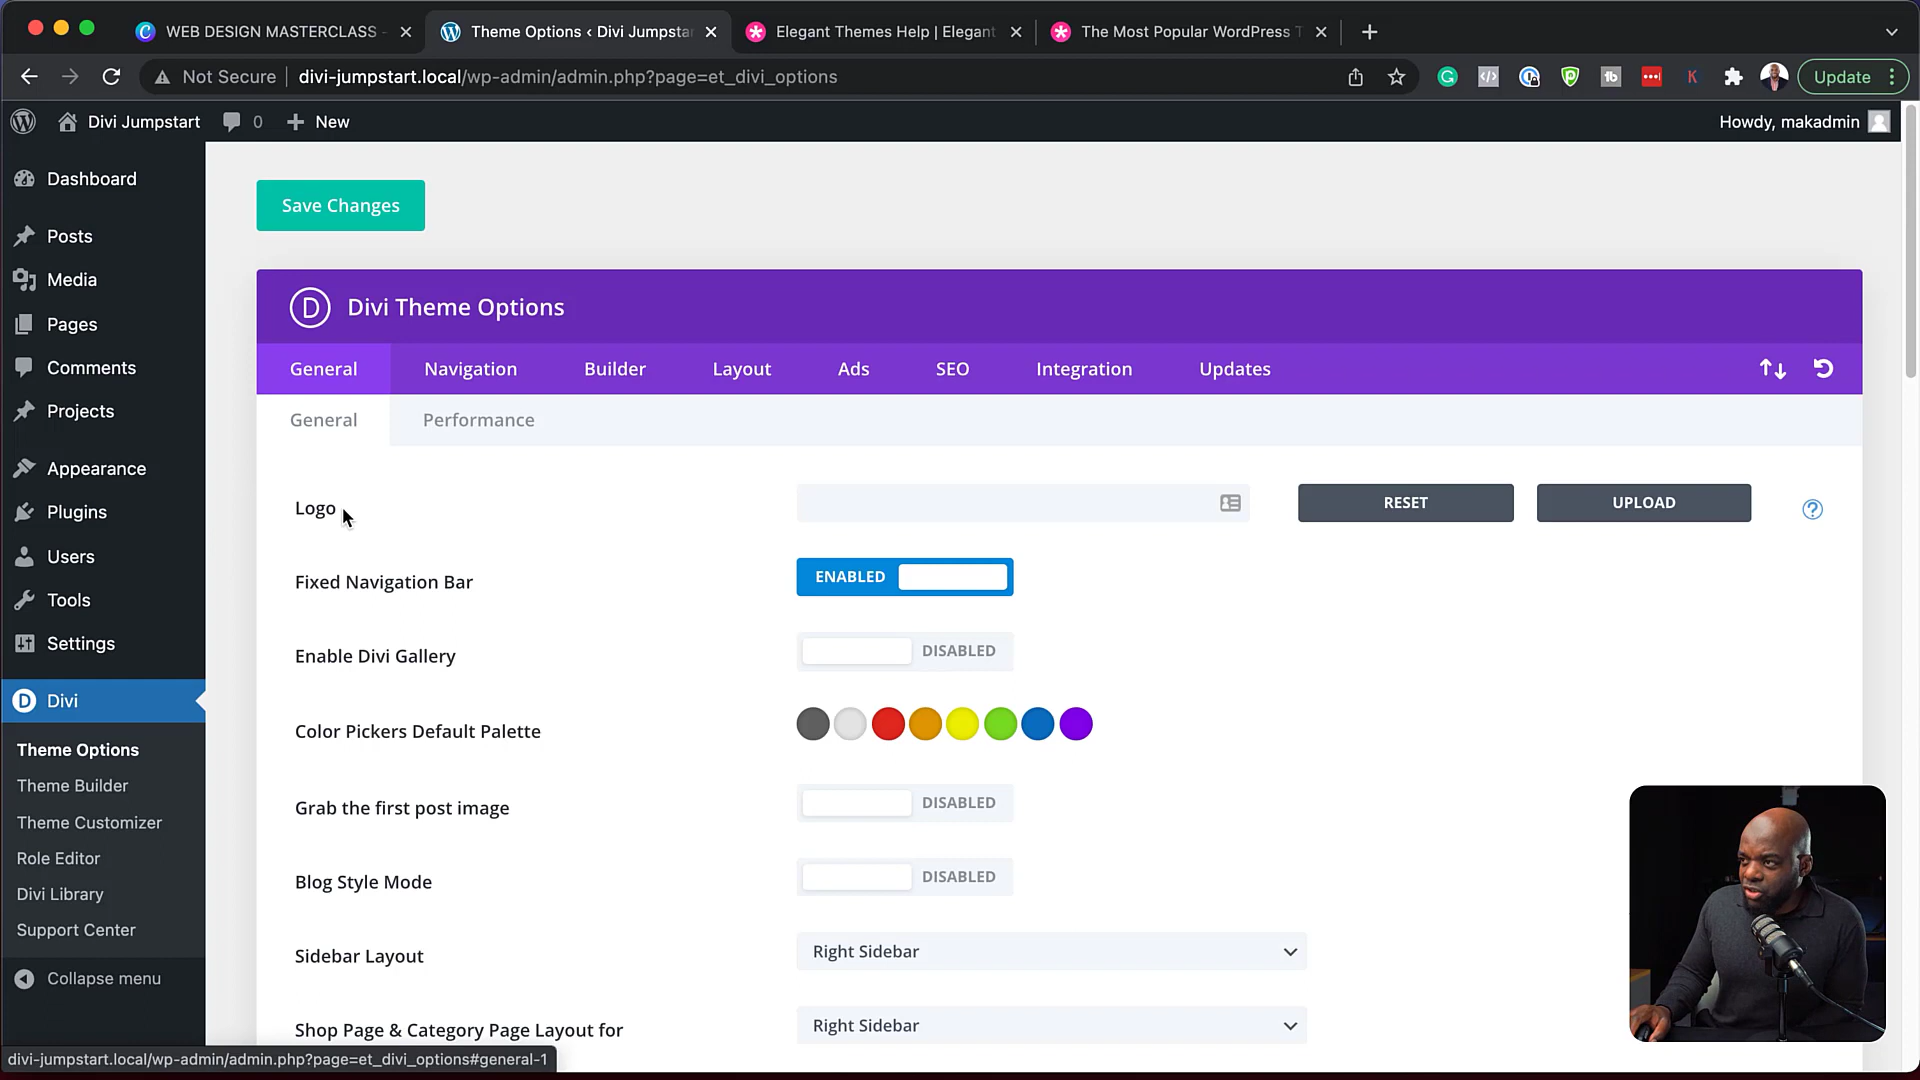 WEB DESIGN MASTERCLASS -
Theme Options ‹ Divi Jumpsta
Elegant Themes Help | Elegant
The Most Popular WordPress T
Not Secure
divi-jumpstart.local/wp-admin/admin.php?page=et_divi_options
Update
Divi Jumpstart
0
New
Howdy, makadmin
Dashboard
Posts
Media
Pages
Comments
Projects
Appearance
Plugins
Users
Tools
Settings
Divi
Theme Options
Theme Builder
Theme Customizer
Role Editor
Divi Library
Support Center
Collapse menu
Save Changes
Divi Theme Options
General
Navigation
Builder
Layout
Ads
SEO
Integration
Updates
General
Performance
Logo
RESET
UPLOAD
Fixed Navigation Bar
ENABLED
Enable Divi Gallery
DISABLED
Color Pickers Default Palette
Grab the first post image
DISABLED
Blog Style Mode
DISABLED
Sidebar Layout
Right Sidebar
Shop Page & Category Page Layout for
Right Sidebar
divi-jumpstart.local/wp-admin/admin.php?page=et_divi_options#general-1